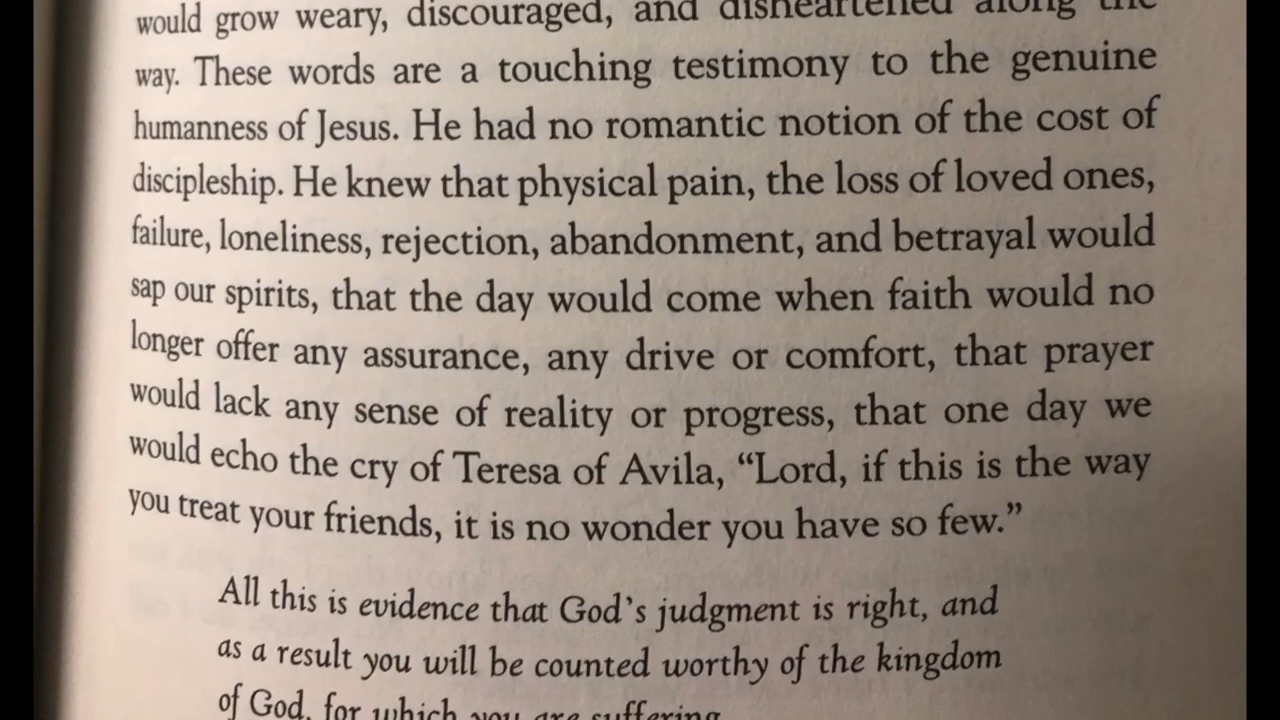 would grow weary, discouraged, and disheartened along the
way. These words are a touching testimony to the genuine
humanness of Jesus. He had no romantic notion of the cost of
discipleship. He knew that physical pain, the loss of loved ones,
failure, loneliness, rejection, abandonment, and betrayal would
sap our spirits, that the day would come when faith would no
longer offer any assurance, any drive or comfort, that prayer
would lack any sense of reality or progress, that one day we
would echo the cry of Teresa of Avila, “Lord, if this is the way
you treat your friends, it is no wonder you have so few.”
All this is evidence that God's judgment is right, and
as a result you will be counted worthy of the kingdom
of God, for which you are suffering